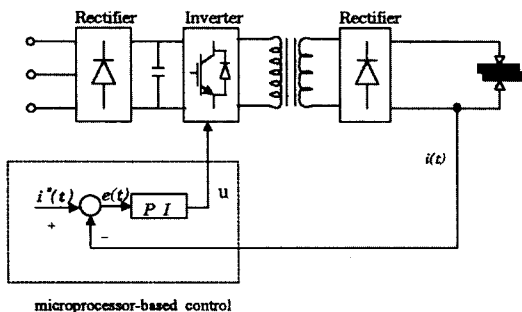 Rectifier Inverter Rectifier
i(t)
i*(t) e(t) P I u
+
−
microprocessor-based control